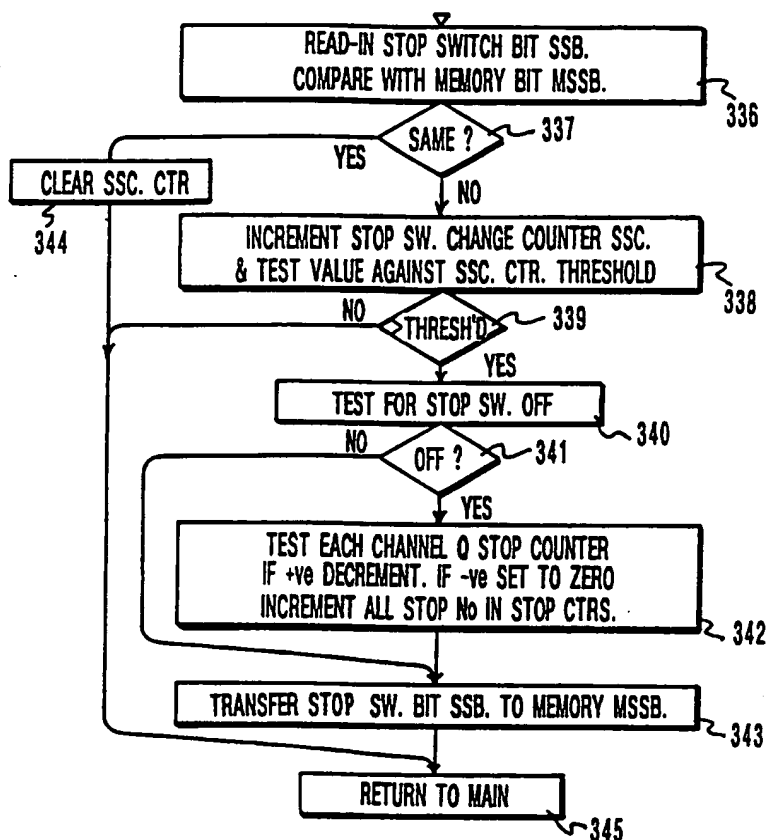 READ-IN STOP SWITCH BIT SSB.
COMPARE WITH MEMORY BIT MSSB.
336
SAME ?
337
YES
NO
CLEAR SSC. CTR
344
INCREMENT STOP SW. CHANGE COUNTER SSC.
& TEST VALUE AGAINST SSC. CTR. THRESHOLD
338
NO
>THRESH'D
339
YES
TEST FOR STOP SW. OFF
340
NO
OFF ?
341
YES
TEST EACH CHANNEL Q STOP COUNTER
IF +ve DECREMENT. IF -ve SET TO ZERO
INCREMENT ALL STOP No IN STOP CTRS.
342
TRANSFER STOP SW. BIT SSB. TO MEMORY MSSB.
343
RETURN TO MAIN
345